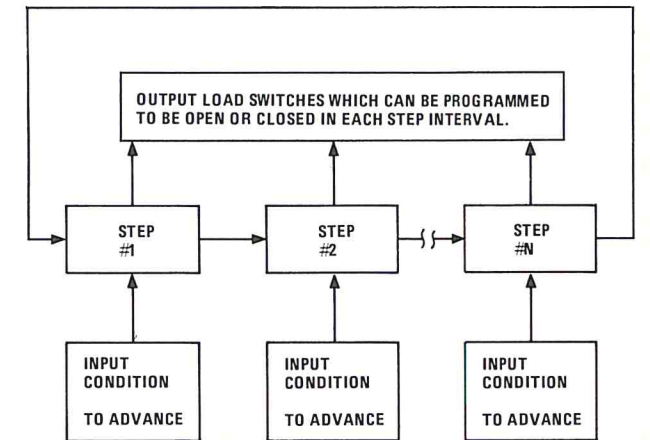 OUTPUT LOAD SWITCHES WHICH CAN BE PROGRAMMED
TO BE OPEN OR CLOSED IN EACH STEP INTERVAL.
STEP
#1
STEP
#2
STEP
#N
INPUT
CONDITION
TO ADVANCE
INPUT
CONDITION
TO ADVANCE
INPUT
CONDITION
TO ADVANCE